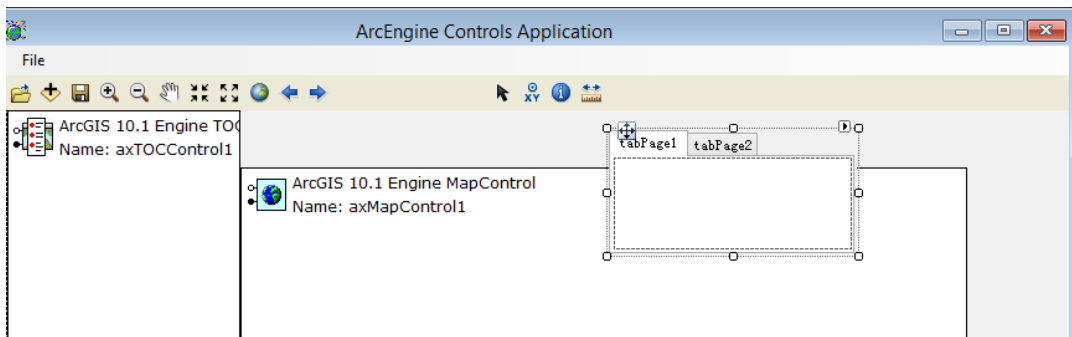 ArcEngine Controls Application
File
XY
ArcGIS 10.1 Engine TOC
Name: axTOCControl1
tabPage1
tabPage2
ArcGIS 10.1 Engine MapControl
Name: axMapControl1